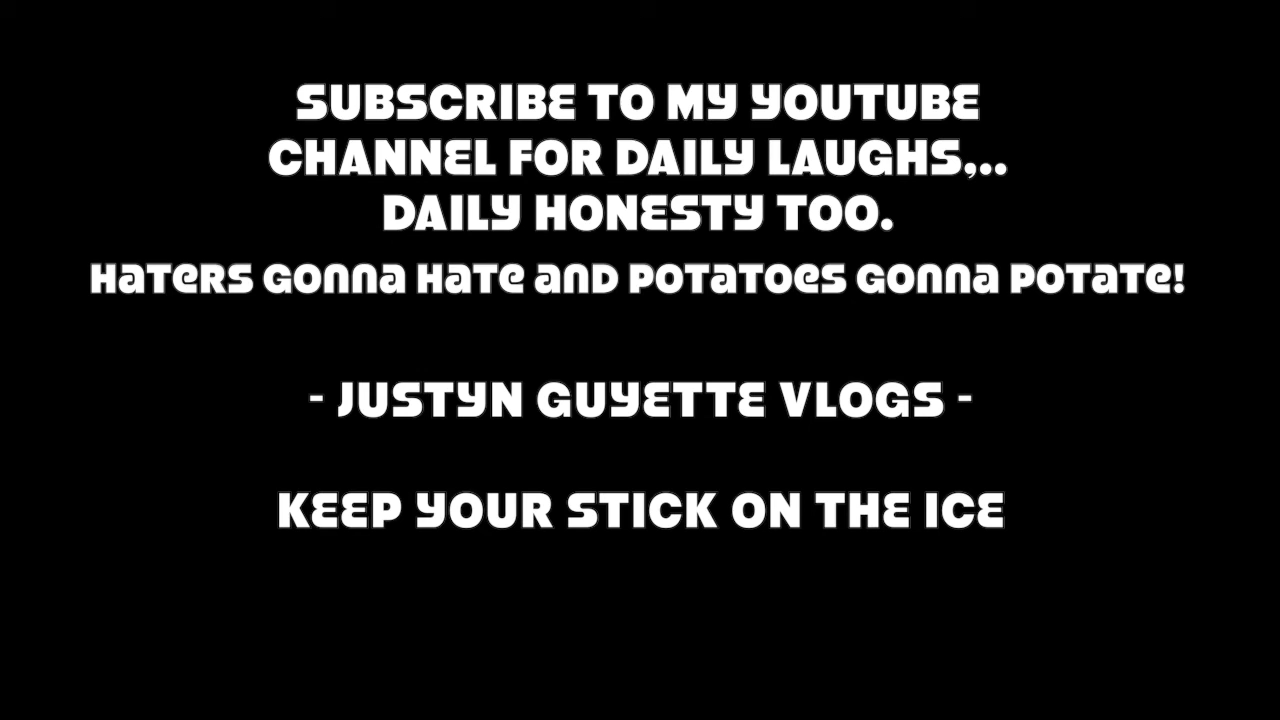 SUBSCRIBE TO MY YOUTUBE
CHANNEL FOR DAILY LAUGHS,..
DAILY HONESTY TOO.
HaTeRS GONNa HaTe aND POTaTOeS GONNa POTaTe!
- JUSTYN GUYETTE VLOGS -
KEEP YOUR STICK ON THE ICE